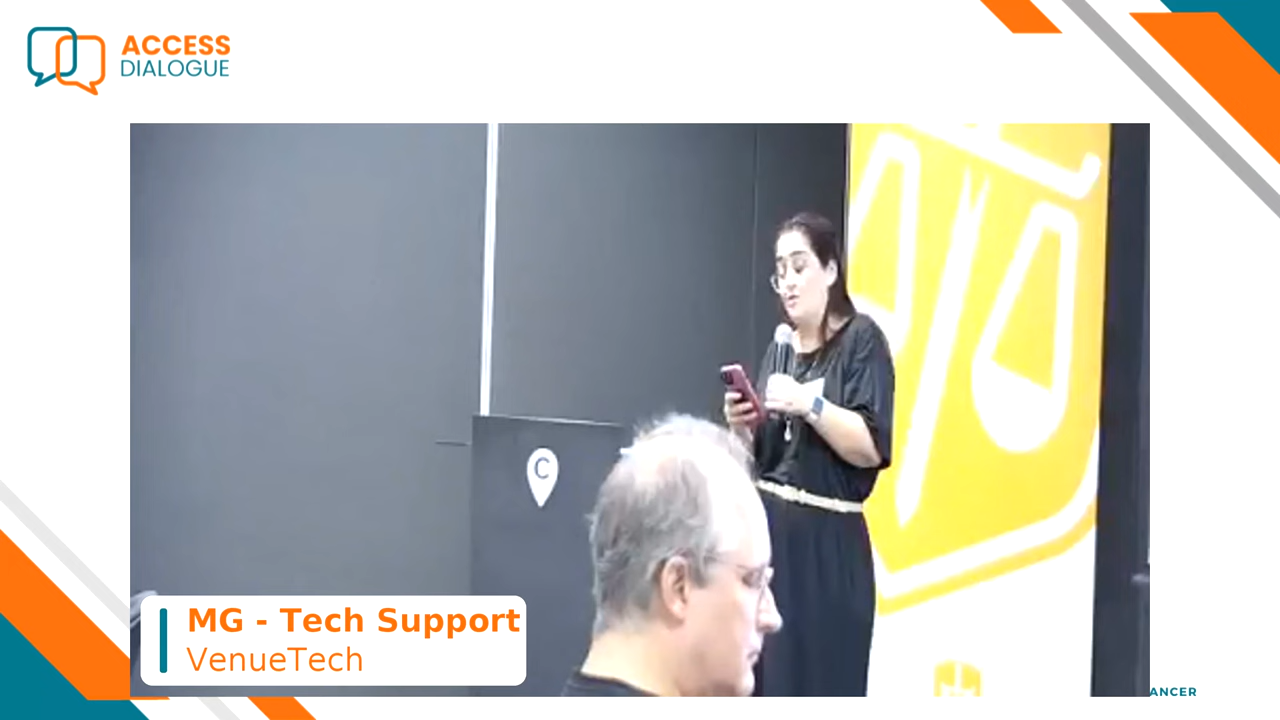 ACCESS
DIALOGUE
C
MG - Tech Support
VenueTech
ANCER